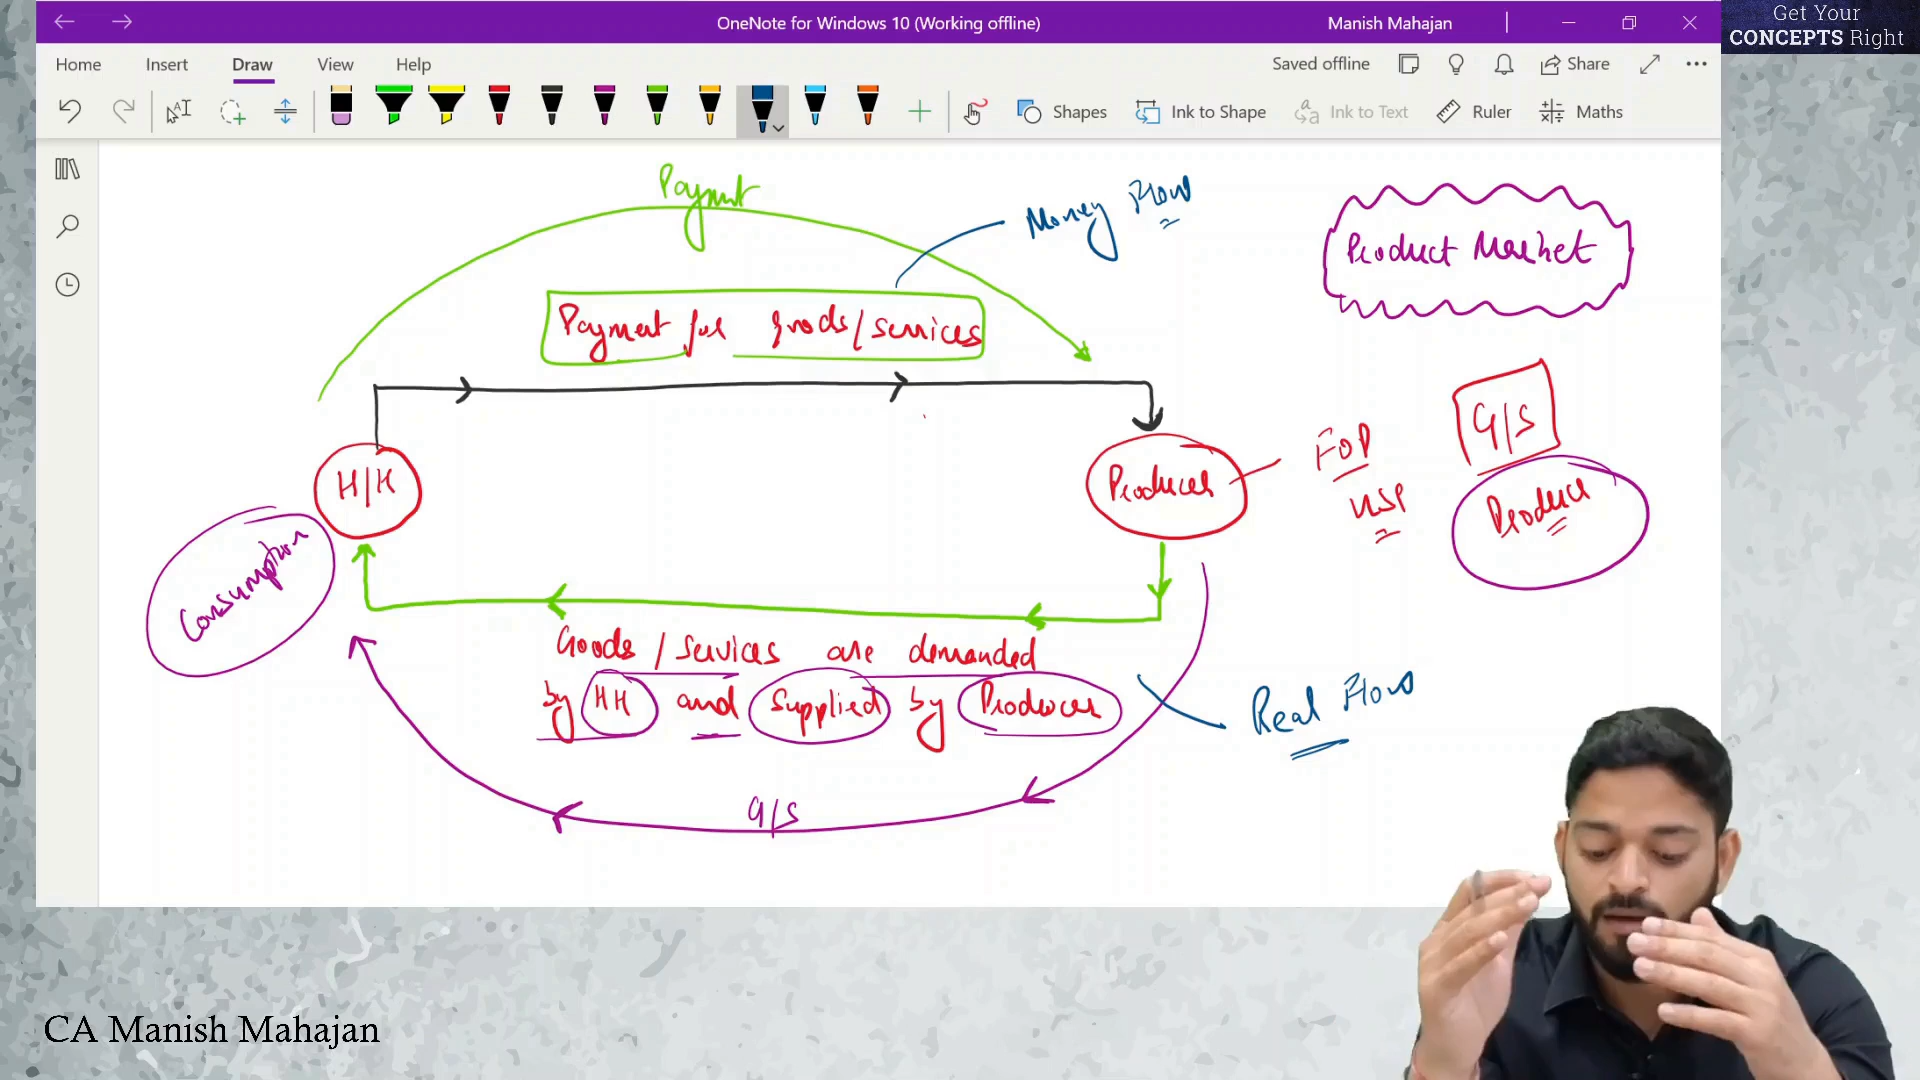 OneNote for Windows 10 (Working offline)
Manish Mahajan
Get Your
CONCEPTS Right
Home Insert Draw View Help
Saved offline
Share
Shapes
Ink to Shape
Ink to Text
Ruler
Maths
Payment
Money Flow
Product Market
Payment for goods/services
G/S
H/H
Producer
FOP
Produce
Consumption
Goods / Services are demanded
by HH and Supplied by Producer
Real Flow
G/S
CA Manish Mahajan